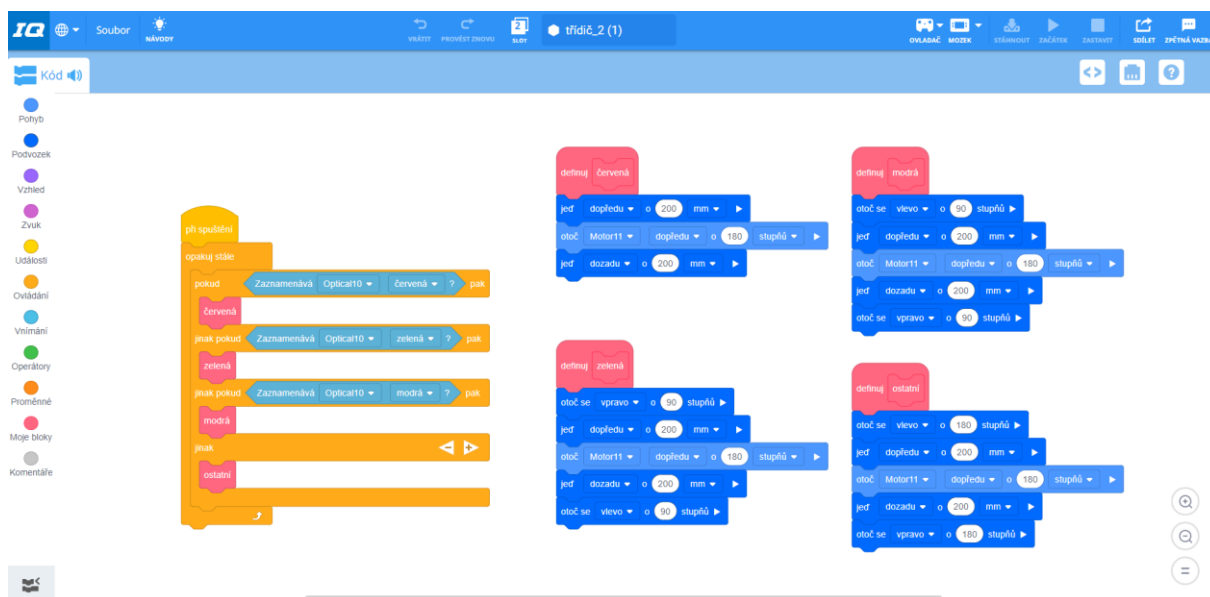 IQ Soubor NÁVODY VRÁTIT PROVÉST ZNOVU 2 SLOT třídič_2 (1) OVLADAČ MOZEK STÁHNOUT ZAČÁTEK ZASTAVIT SDÍLET ZPĚTNÁ VAZB
Kód
Pohyb
Podvozek
Vzhled
Zvuk
Události
Ovládání
Vnímání
Operátory
Proměnné
Moje bloky
Komentáře
při spuštění
opakuj stále
pokud Zaznamenává Optical10 červená ? pak
červená
jinak pokud Zaznamenává Optical10 zelená ? pak
zelená
jinak pokud Zaznamenává Optical10 modrá ? pak
modrá
jinak
ostatní
definuj červená
jeď dopředu o 200 mm
otoč Motor11 dopředu o 180 stupňů
jeď dozadu o 200 mm
definuj zelená
otoč se vpravo o 90 stupňů
jeď dopředu o 200 mm
otoč Motor11 dopředu o 180 stupňů
jeď dozadu o 200 mm
otoč se vlevo o 90 stupňů
definuj modrá
otoč se vlevo o 90 stupňů
jeď dopředu o 200 mm
otoč Motor11 dopředu o 180 stupňů
jeď dozadu o 200 mm
otoč se vpravo o 90 stupňů
definuj ostatní
otoč se vlevo o 180 stupňů
jeď dopředu o 200 mm
otoč Motor11 dopředu o 180 stupňů
jeď dozadu o 200 mm
otoč se vpravo o 180 stupňů